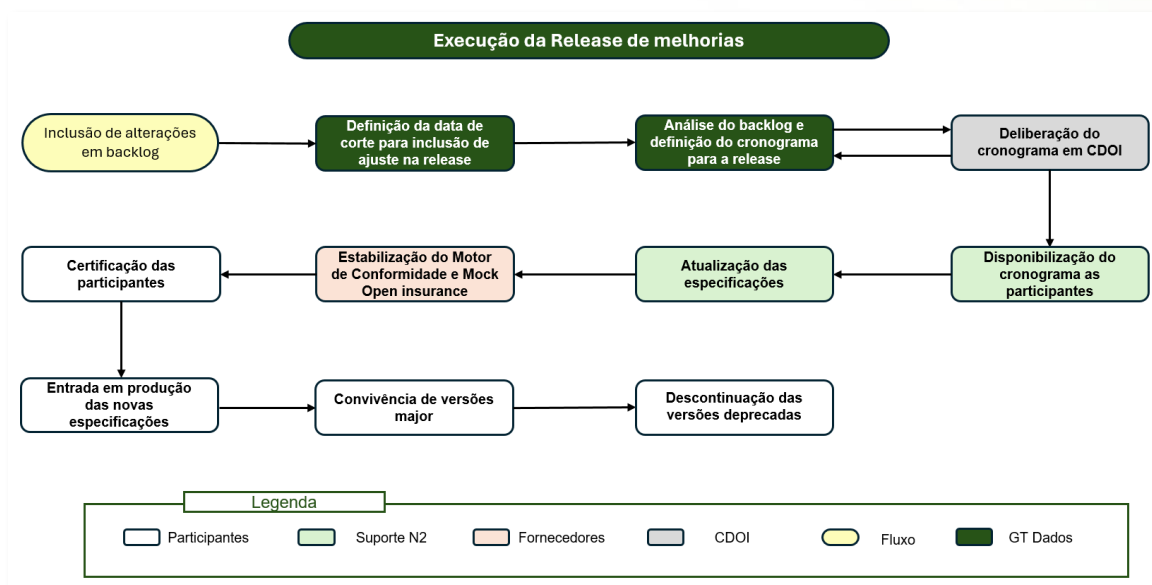 Execução da Release de melhorias
Inclusão de alterações
em backlog
Definição da data de
corte para inclusão de
ajuste na release
Análise do backlog e
definição do cronograma
para a release
Deliberação do
cronograma em CDOI
Certificação das
participantes
Estabilização do Motor
de Conformidade e Mock
Open insurance
Atualização das
especificações
Disponibilização do
cronograma as
participantes
Entrada em produção
das novas
especificações
Convivência de versões
major
Descontinuação das
versões deprecadas
Legenda
Participantes
Suporte N2
Fornecedores
CDOI
Fluxo
GT Dados